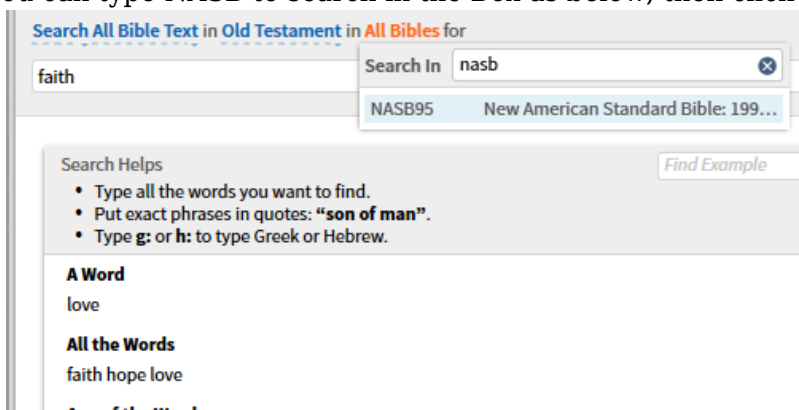 Search All Bible Text in Old Testament in All Bibles for
faith
Search In nasb
NASB95 New American Standard Bible: 199...
Search Helps
Find Example
• Type all the words you want to find.
• Put exact phrases in quotes: “son of man”.
• Type g: or h: to type Greek or Hebrew.
A Word
love
All the Words
faith hope love